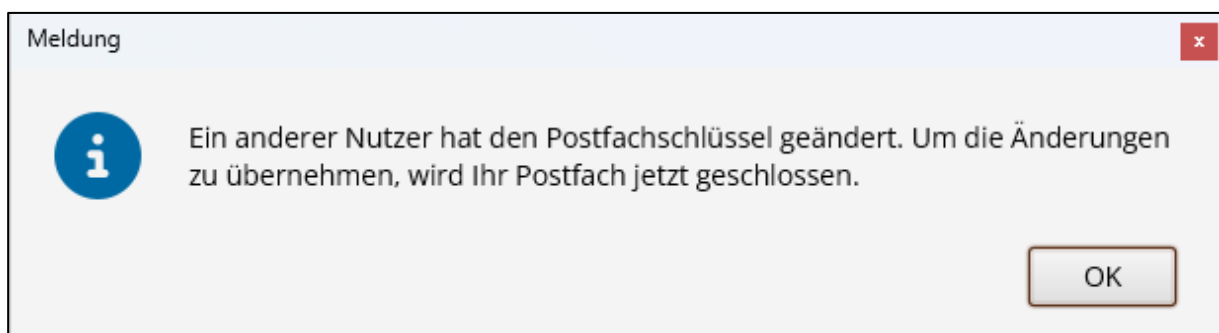 Meldung
x
Ein anderer Nutzer hat den Postfachschlüssel geändert. Um die Änderungen
zu übernehmen, wird Ihr Postfach jetzt geschlossen.
OK